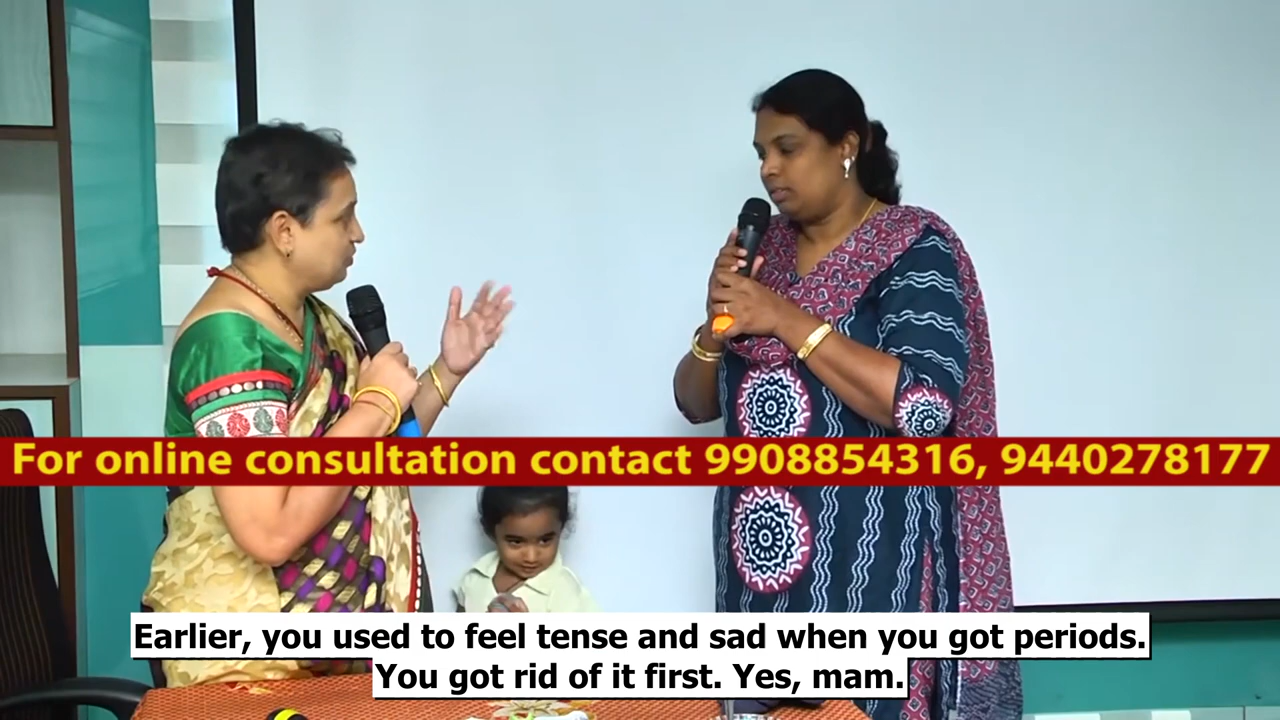 For online consultation contact 9908854316, 9440278177
Earlier, you used to feel tense and sad when you got periods.
You got rid of it first. Yes, mam.